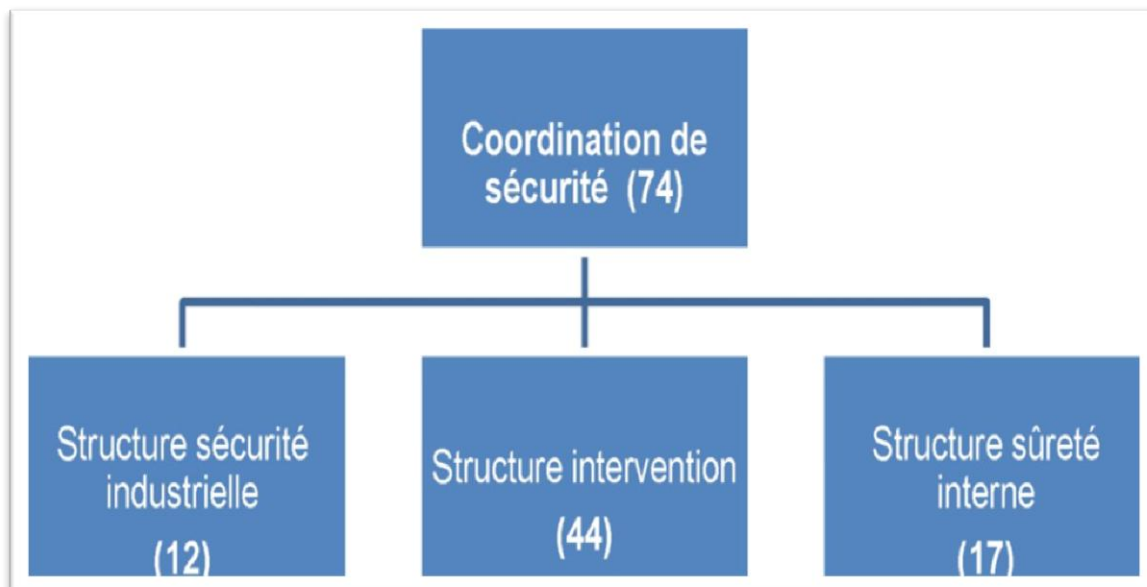 Coordination de
sécurité (74)
Structure sécurité
industrielle
(12)
Structure intervention
(44)
Structure sûreté
interne
(17)